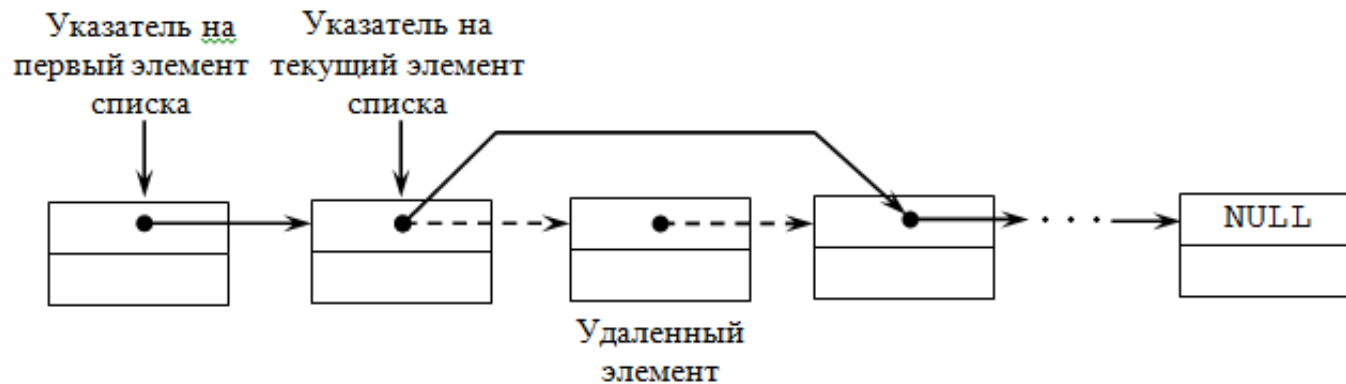 Указатель на
первый элемент
списка
Указатель на
текущий элемент
списка
NULL
Удаленный
элемент